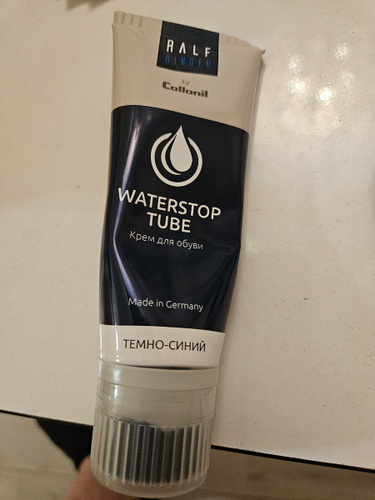 RALF
RINGER
by
Collonil
WATERSTOP
TUBE
Крем для обуви
Made in Germany
ТЕМНО-СИНИЙ